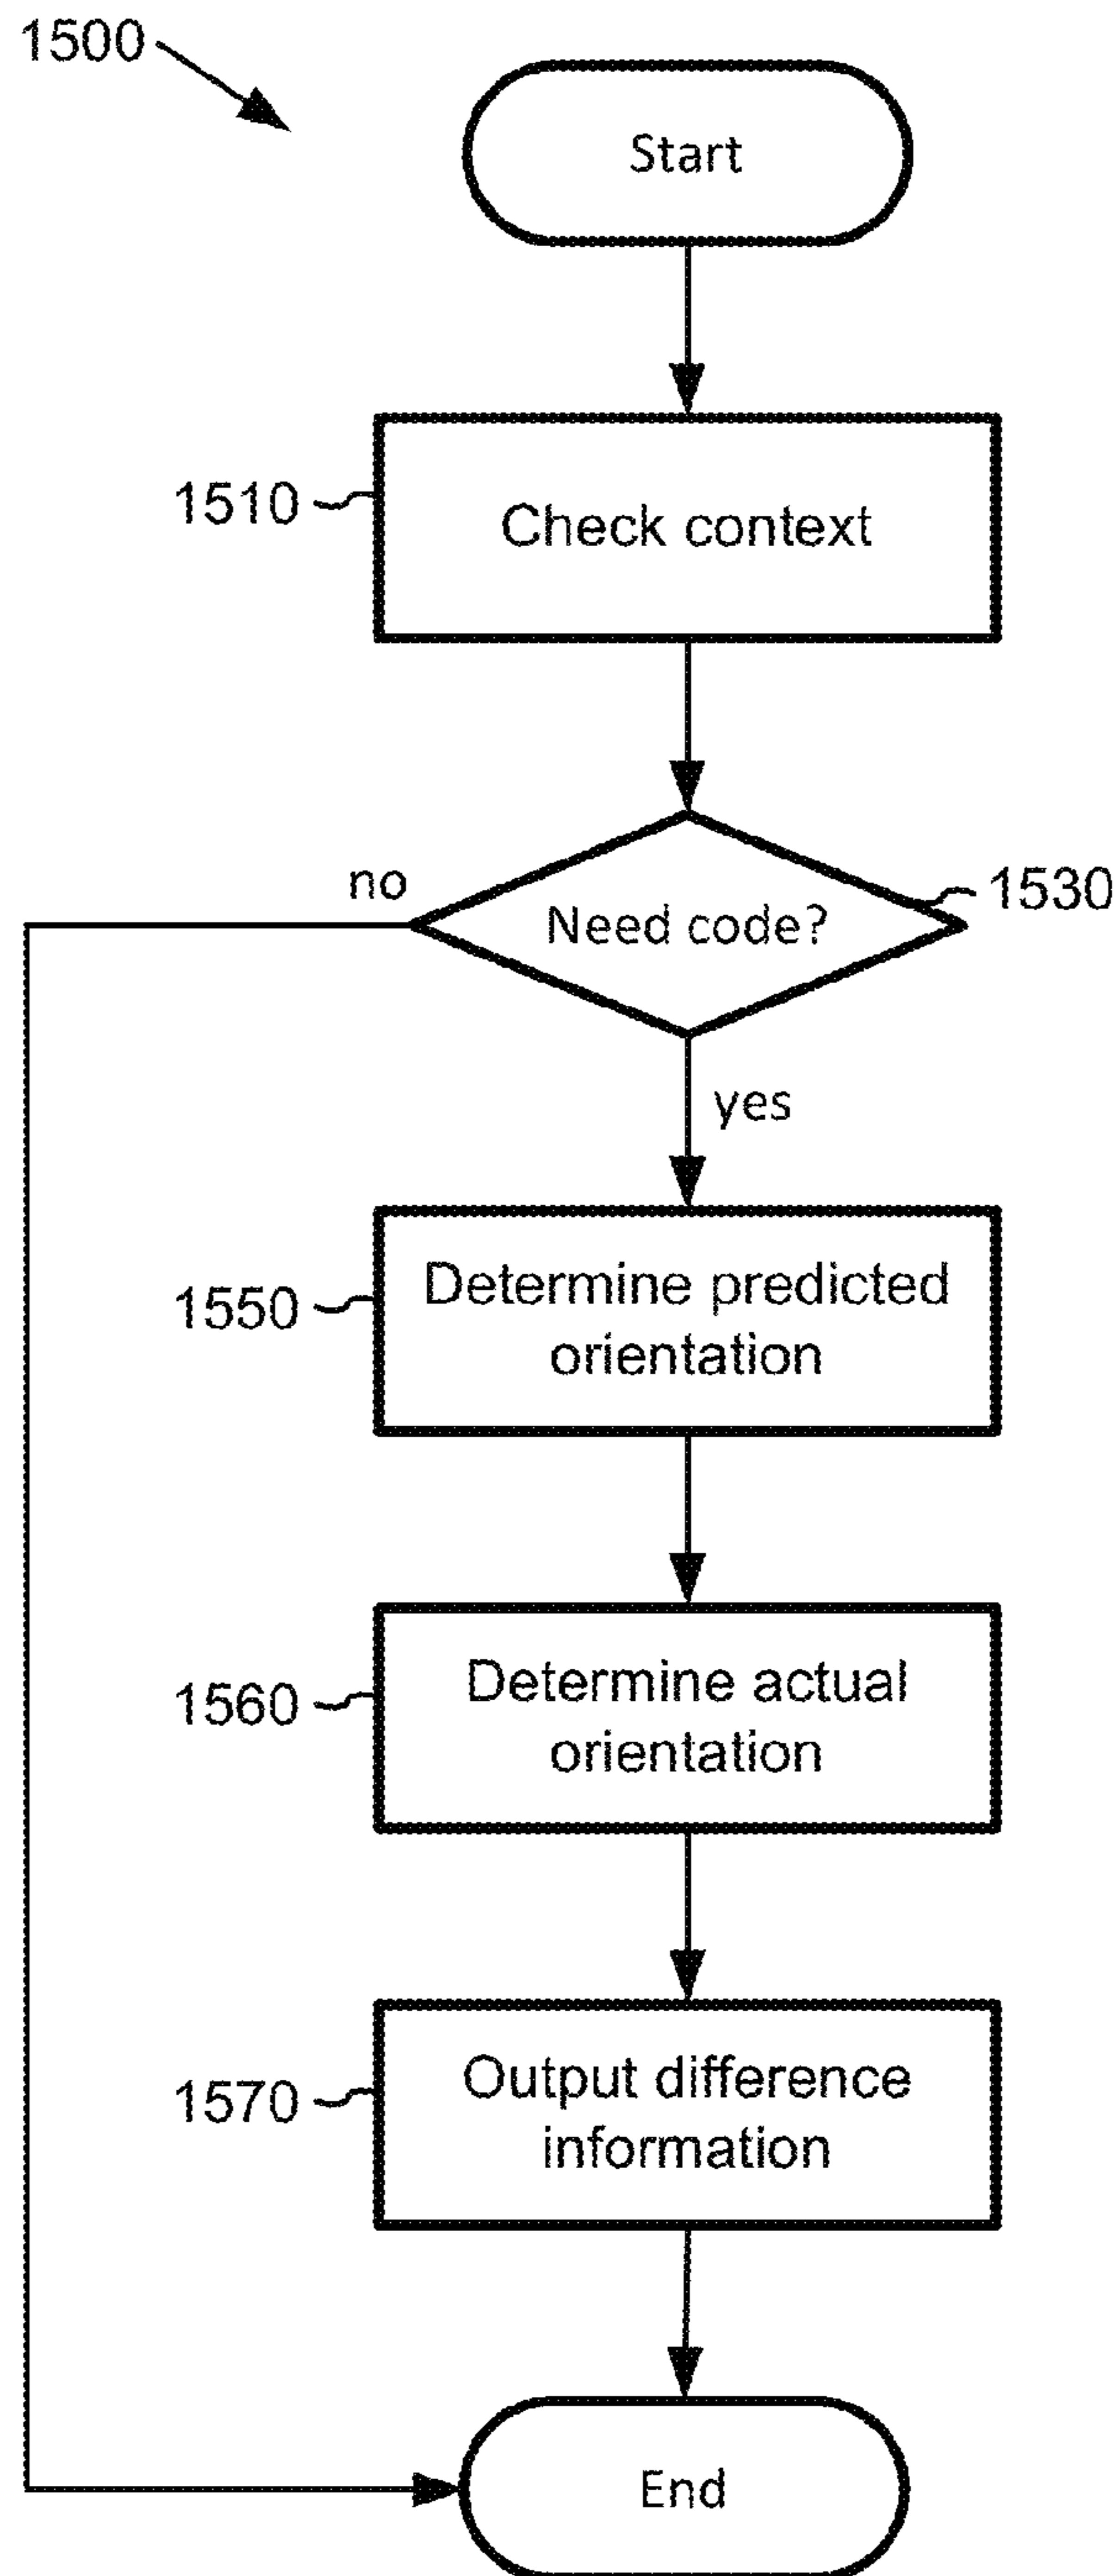 1500
Start
1510
Check context
no
Need code?
1530
yes
1550
Determine predicted
orientation
1560
Determine actual
orientation
1570
Output difference
information
End